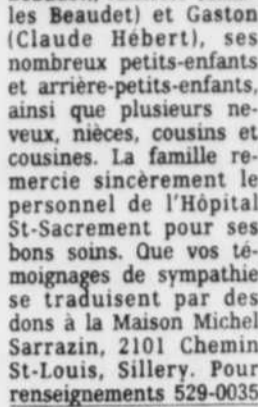 les Beaudet) et Gaston
(Claude Hébert), ses
nombreux petits-enfants
et arrière-petits-enfants,
ainsi que plusieurs ne-
veux, nièces, cousins et
cousines. La famille re-
mercie sincèrement le
personnel de l'Hôpital
St-Sacrement pour ses
bons soins. Que vos té-
moignages de sympathie
se traduisent par des
dons à la Maison Michel
Sarrazin, 2101 Chemin
St-Louis, Sillery. Pour
renseignements 529-0035